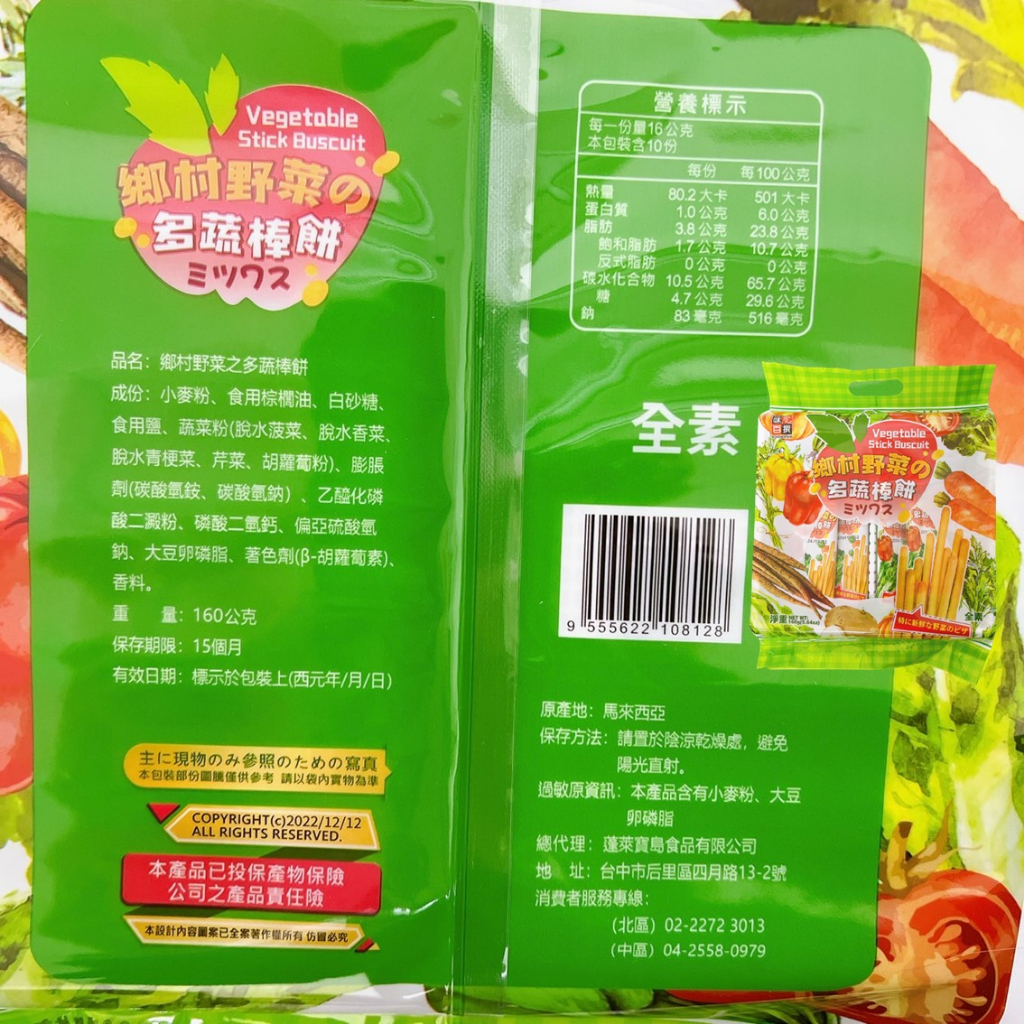 Vegetable
Stick Buscuit
鄉村野菜の
多蔬棒餅
ミックス
品名：鄉村野菜之多蔬棒餅
成份：小麥粉、食用棕櫚油、白砂糖、
食用鹽、蔬菜粉(脫水菠菜、脫水香菜、
脫水青梗菜、芹菜、胡蘿蔔粉)、膨脹
劑(碳酸氫銨、碳酸氫鈉）、乙醯化磷
酸二澱粉、磷酸二氫鈣、偏亞硫酸氫
鈉、大豆卵磷脂、著色劑(β-胡蘿蔔素)、
香料。
重　量：160公克
保存期限：15個月
有效日期：標示於包裝上(西元年/月/日)
主に現物のみ參照のための寫真
本包裝部份圖騰僅供參考 請以袋內實物為準
COPYRIGHT(c)2022/12/12
ALL RIGHTS RESERVED.
本產品已投保產物保險
公司之產品責任險
本設計內容圖案已全案著作權所有 仿冒必究
營養標示
每一份量16公克
本包裝含10份
每份 每100公克
熱量 80.2大卡 501大卡
蛋白質 1.0公克 6.0公克
脂肪 3.8公克 23.8公克
飽和脂肪 1.7公克 10.7公克
反式脂肪 0公克 0公克
碳水化合物 10.5公克 65.7公克
糖 4.7公克 29.6公克
鈉 83毫克 516毫克
全素
9 555622 108128
Vegetable
Stick Buscuit
鄉村野菜の
多蔬棒餅
ミックス
全素
特に新鮮な野菜のピザ
原產地：馬來西亞
保存方法：請置於陰涼乾燥處，避免
陽光直射。
過敏原資訊：本產品含有小麥粉、大豆
卵磷脂
總代理：蓬萊寶島食品有限公司
地　址：台中市后里區四月路13-2號
消費者服務專線：
（北區）02-2272 3013
（中區）04-2558-0979